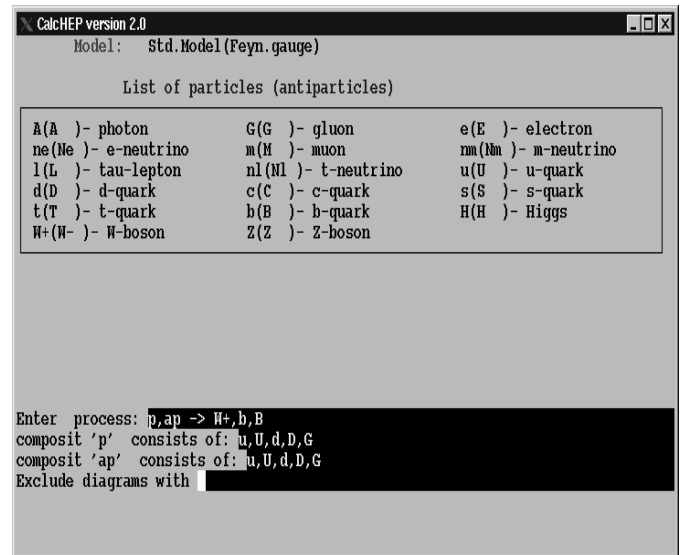 CalcHEP version 2.0
Model: Std.Model(Feyn.gauge)
List of particles (antiparticles)
A(A )- photon G(G )- gluon e(E )- electron
ne(Ne )- e-neutrino m(M )- muon nm(Nm )- m-neutrino
l(L )- tau-lepton nl(Nl )- t-neutrino u(U )- u-quark
d(D )- d-quark c(C )- c-quark s(S )- s-quark
t(T )- t-quark b(B )- b-quark H(H )- Higgs
W+(W- )- W-boson Z(Z )- Z-boson
Enter process: p,ap -> W+,b,B
composit 'p' consists of: u,U,d,D,G
composit 'ap' consists of: u,U,d,D,G
Exclude diagrams with